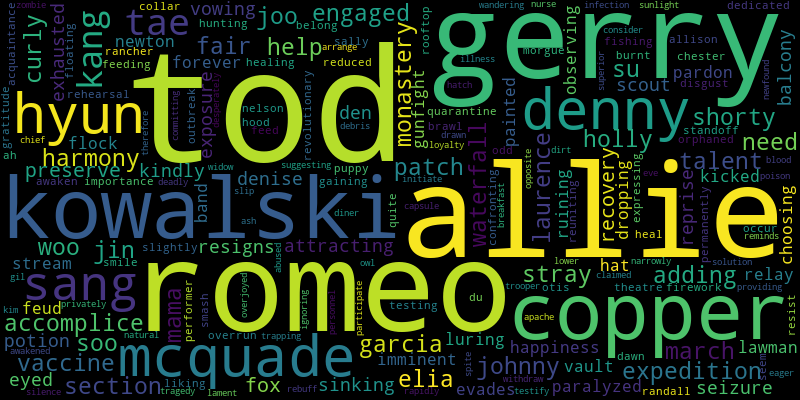 tod
allie
gerry
romeo
kowalski
copper
mcquade
denny
hyun
sang
kang
tae
jin
su
joo
engaged
monastery
accomplice
vaccine
section
expedition
harmony
patch
garcia
elia
johnny
shorty
holly
laurence
waterfall
recovery
dropping
talent
need
help
fair
den
curly
exhausted
vowing
forever
newton
collar
rancher
feeding
hunting
belong
healing
sally
arrange
reduced
rooftop
observing
morgue
nurse
wandering
infection
sunlight
consider
superior
fishing
allison
burnt
chester
disgust
newfound
dedicated
balcony
pardon
scout
zombie
acquaintance
floating
gratitude
rehearsal
chief
ah
flock
preserve
kindly
importance
awaken
therefore
committing
outbreak
exposure
desperately
nelson
hood
feed
revolutionary
debris
gunfight
quarantine
brawl
drawn
loyalty
illness
hatch
painted
odd
dirt
standoff
orphaned
kicked
blood
poison
eve
permanently
reprise
choosing
widow
suggesting
puppy
gaining
denise
band
deadly
slip
ash
diner
quite
initiate
capsule
confronting
breakfast
opposite
ruining
reuniting
expressing
heal
hat
occur
reminds
solution
providing
narrowly
claimed
lower
stray
adding
relay
woo
slightly
resigns
attracting
stream
smile
gil
kim
privately
feud
mama
performer
smash
overjoyed
abused
owl
testing
du
trooper
otis
theatre
firework
apache
dawn
march
lawman
resist
soo
potion
natural
overrun
trapping
ignoring
personnel
participate
luring
imminent
happiness
vault
seem
eager
eyed
awakened
liking
fox
sinking
evades
spite
paralyzed
randall
seizure
silence
tragedy
lament
rebuff
rapidly
withdraw
testify